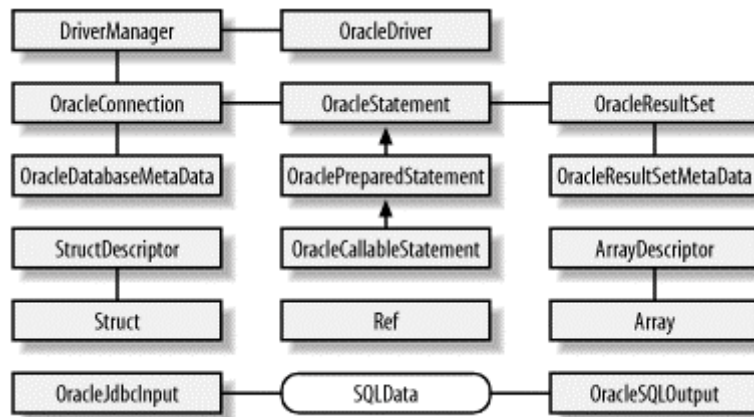 DriverManager
OracleDriver
OracleConnection
OracleStatement
OracleResultSet
OracleDatabaseMetaData
OraclePreparedStatement
OracleResultSetMetaData
StructDescriptor
OracleCallableStatement
ArrayDescriptor
Struct
Ref
Array
OracleJdbcInput
SQLData
OracleSQLOutput